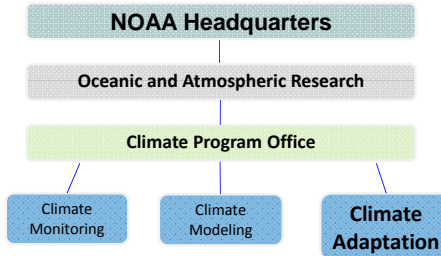 NOAA Headquarters
Oceanic and Atmospheric Research
Climate Program Office
Climate
Monitoring
Climate
Modeling
Climate
Adaptation